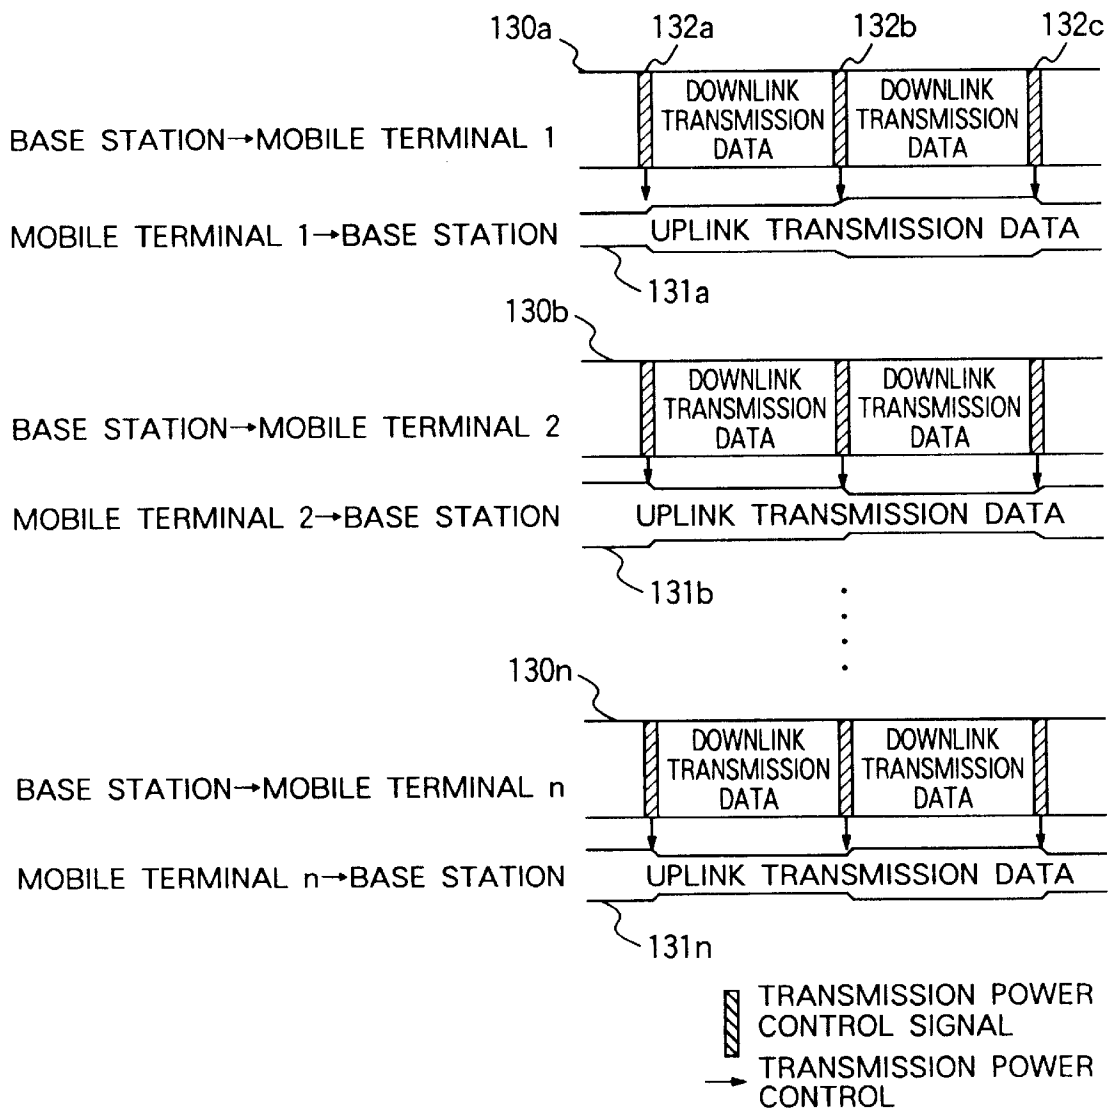 130a 132a 132b 132c
DOWNLINK DOWNLINK
BASE STATION→MOBILE TERMINAL 1 TRANSMISSION TRANSMISSION
DATA DATA
MOBILE TERMINAL 1→BASE STATION UPLINK TRANSMISSION DATA
131a
130b
DOWNLINK DOWNLINK
BASE STATION→MOBILE TERMINAL 2 TRANSMISSION TRANSMISSION
DATA DATA
MOBILE TERMINAL 2→BASE STATION UPLINK TRANSMISSION DATA
131b
130n
DOWNLINK DOWNLINK
BASE STATION→MOBILE TERMINAL n TRANSMISSION TRANSMISSION
DATA DATA
MOBILE TERMINAL n→BASE STATION UPLINK TRANSMISSION DATA
131n
TRANSMISSION POWER
CONTROL SIGNAL
TRANSMISSION POWER
CONTROL